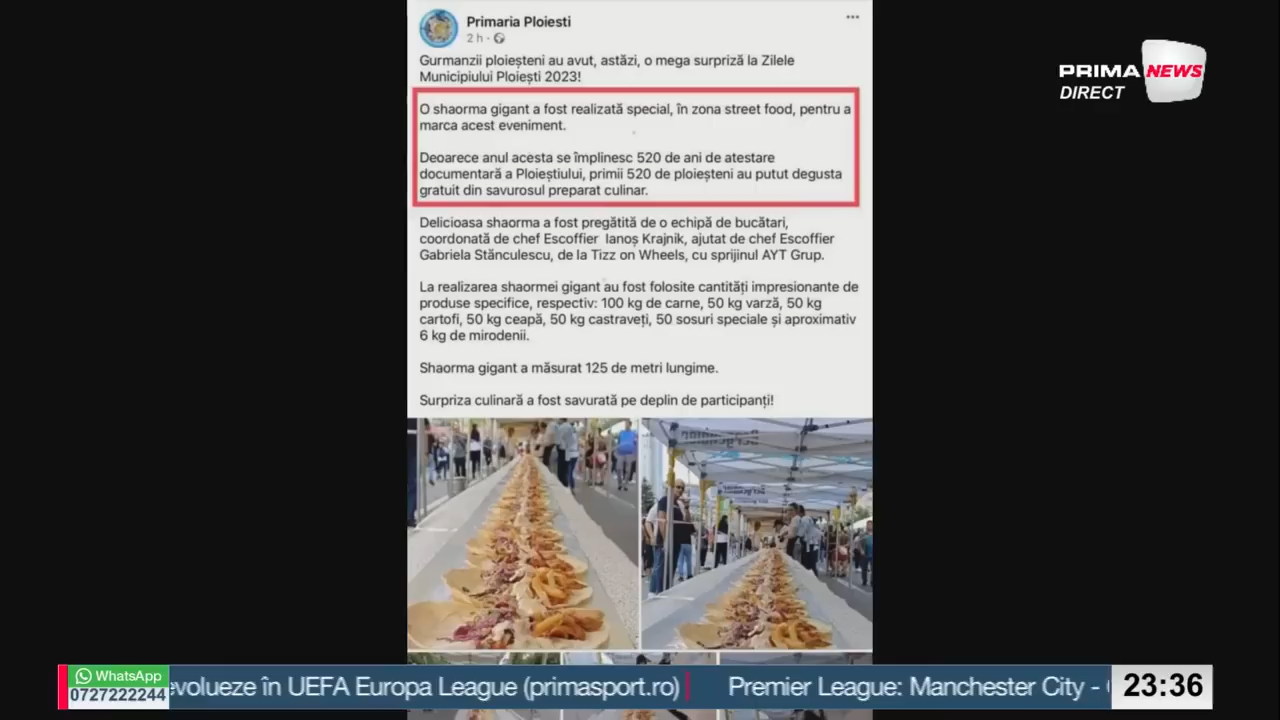 Primaria Ploiesti
2 h
Gurmanzii ploieșteni au avut, astăzi, o mega surpriză la Zilele
Municipiului Ploiești 2023!
O shaorma gigant a fost realizată special, în zona street food, pentru a
marca acest eveniment.
Deoarece anul acesta se împlinesc 520 de ani de atestare
documentară a Ploieștiului, primii 520 de ploieșteni au putut degusta
gratuit din savurosul preparat culinar.
Delicioasa shaorma a fost pregătită de o echipă de bucătari,
coordonată de chef Escoffier Ianoș Krajnik, ajutat de chef Escoffier
Gabriela Stănculescu, de la Tizz on Wheels, cu sprijinul AYT Grup.
La realizarea shaormei gigant au fost folosite cantități impresionante de
produse specifice, respectiv: 100 kg de carne, 50 kg varză, 50 kg
cartofi, 50 kg ceapă, 50 kg castraveți, 50 sosuri speciale și aproximativ
6 kg de mirodenii.
Shaorma gigant a măsurat 125 de metri lungime.
Surpriza culinară a fost savurată pe deplin de participanți!
PRIMA NEWS
DIRECT
WhatsApp
0727222244
evolueze în UEFA Europa League (primasport.ro)
Premier League: Manchester City -
23:36